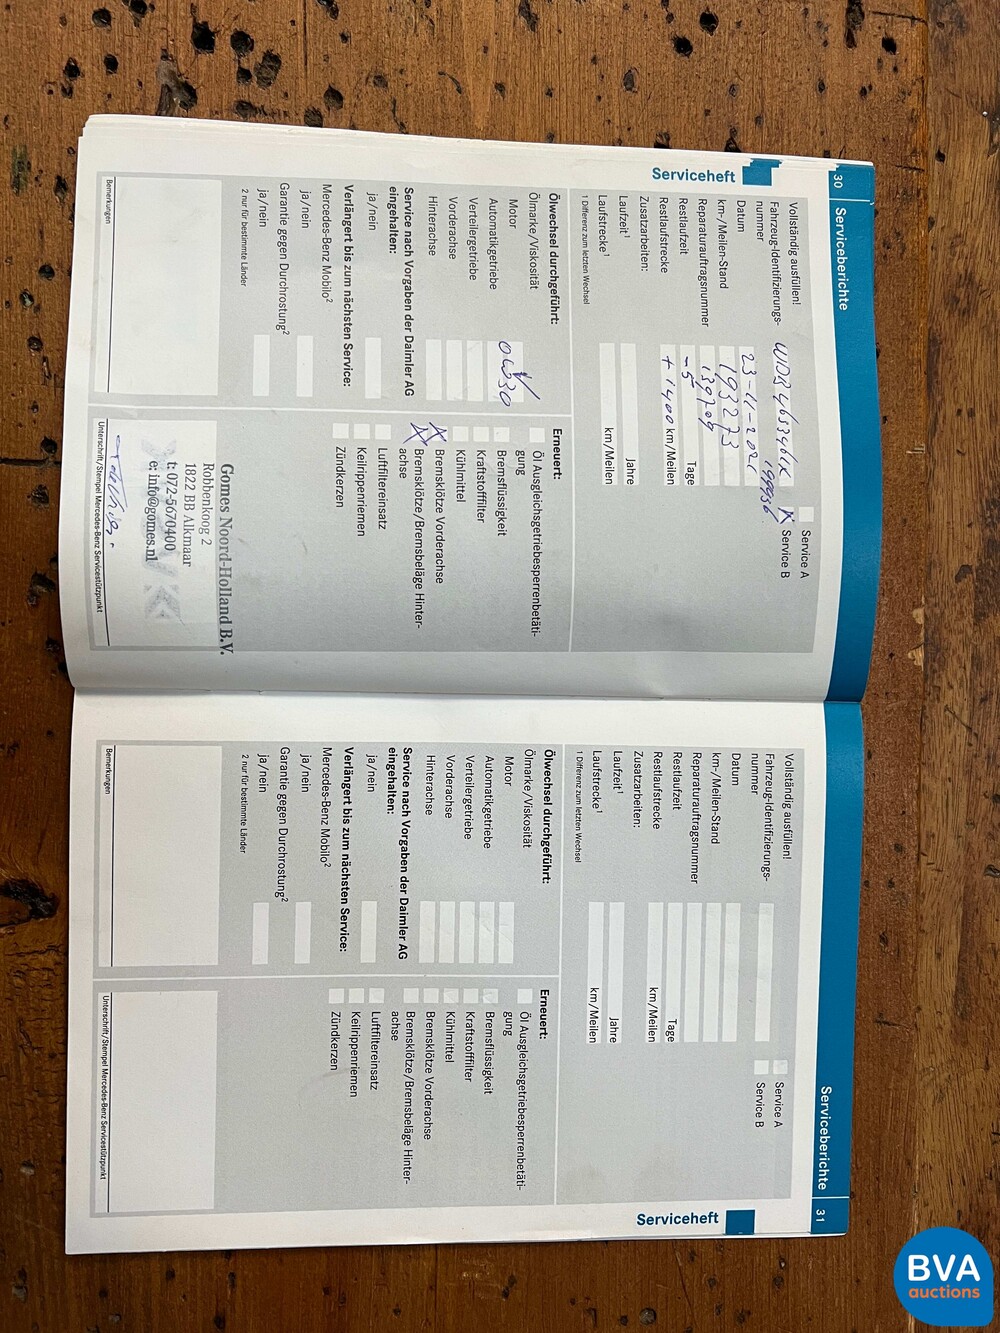 30
Serviceberichte
Serviceheft
Vollständig ausfüllen!
Fahrzeug-Identifizierungs-
nummer
Service A
X Service B
Datum
km-/Meilen-Stand 193273
Reparaturauftragsnummer 139709
Restlaufzeit -5 Tage
Restlaufstrecke + 1400 km/Meilen
Zusatzarbeiten:
Laufzeit¹ Jahre
Laufstrecke¹ km/Meilen
1 Differenz zum letzten Wechsel
Ölwechsel durchgeführt:
Ölmarke/Viskosität
Motor
0W30
Automatikgetriebe
Verteilergetriebe
Vorderachse
Hinterachse
Service nach Vorgaben der Daimler AG
eingehalten:
ja/nein
Verlängert bis zum nächsten Service:
Mercedes-Benz Mobilo²
ja/nein
Garantie gegen Durchrostung²
ja/nein
2 nur für bestimmte Länder
Bemerkungen
Erneuert:
Öl Ausgleichsgetriebesperrenbetäti-
gung
Bremsflüssigkeit
Kraftstofffilter
Kühlmittel
X Bremsklötze Vorderachse
X Bremsklötze/Bremsbeläge Hinter-
achse
Luftfiltereinsatz
Keilrippenriemen
Zündkerzen
Gomes Noord-Holland B.V.
Robbenkoog 2
1822 BB Alkmaar
t: 072-5670400
e: info@gomes.nl
Unterschrift/Stempel Mercedes-Benz Servicestützpunkt
Serviceberichte
31
Serviceheft
Vollständig ausfüllen!
Fahrzeug-Identifizierungs-
nummer
Service A
Service B
Datum
km-/Meilen-Stand
Reparaturauftragsnummer
Restlaufzeit Tage
Restlaufstrecke km/Meilen
Zusatzarbeiten:
Laufzeit¹ Jahre
Laufstrecke¹ km/Meilen
1 Differenz zum letzten Wechsel
Ölwechsel durchgeführt:
Ölmarke/Viskosität
Motor
Automatikgetriebe
Verteilergetriebe
Vorderachse
Hinterachse
Service nach Vorgaben der Daimler AG
eingehalten:
ja/nein
Verlängert bis zum nächsten Service:
Mercedes-Benz Mobilo²
ja/nein
Garantie gegen Durchrostung²
ja/nein
2 nur für bestimmte Länder
Bemerkungen
Erneuert:
Öl Ausgleichsgetriebesperrenbetäti-
gung
Bremsflüssigkeit
Kraftstofffilter
Kühlmittel
Bremsklötze Vorderachse
Bremsklötze/Bremsbeläge Hinter-
achse
Luftfiltereinsatz
Keilrippenriemen
Zündkerzen
Unterschrift/Stempel Mercedes-Benz Servicestützpunkt
BVA
auctions